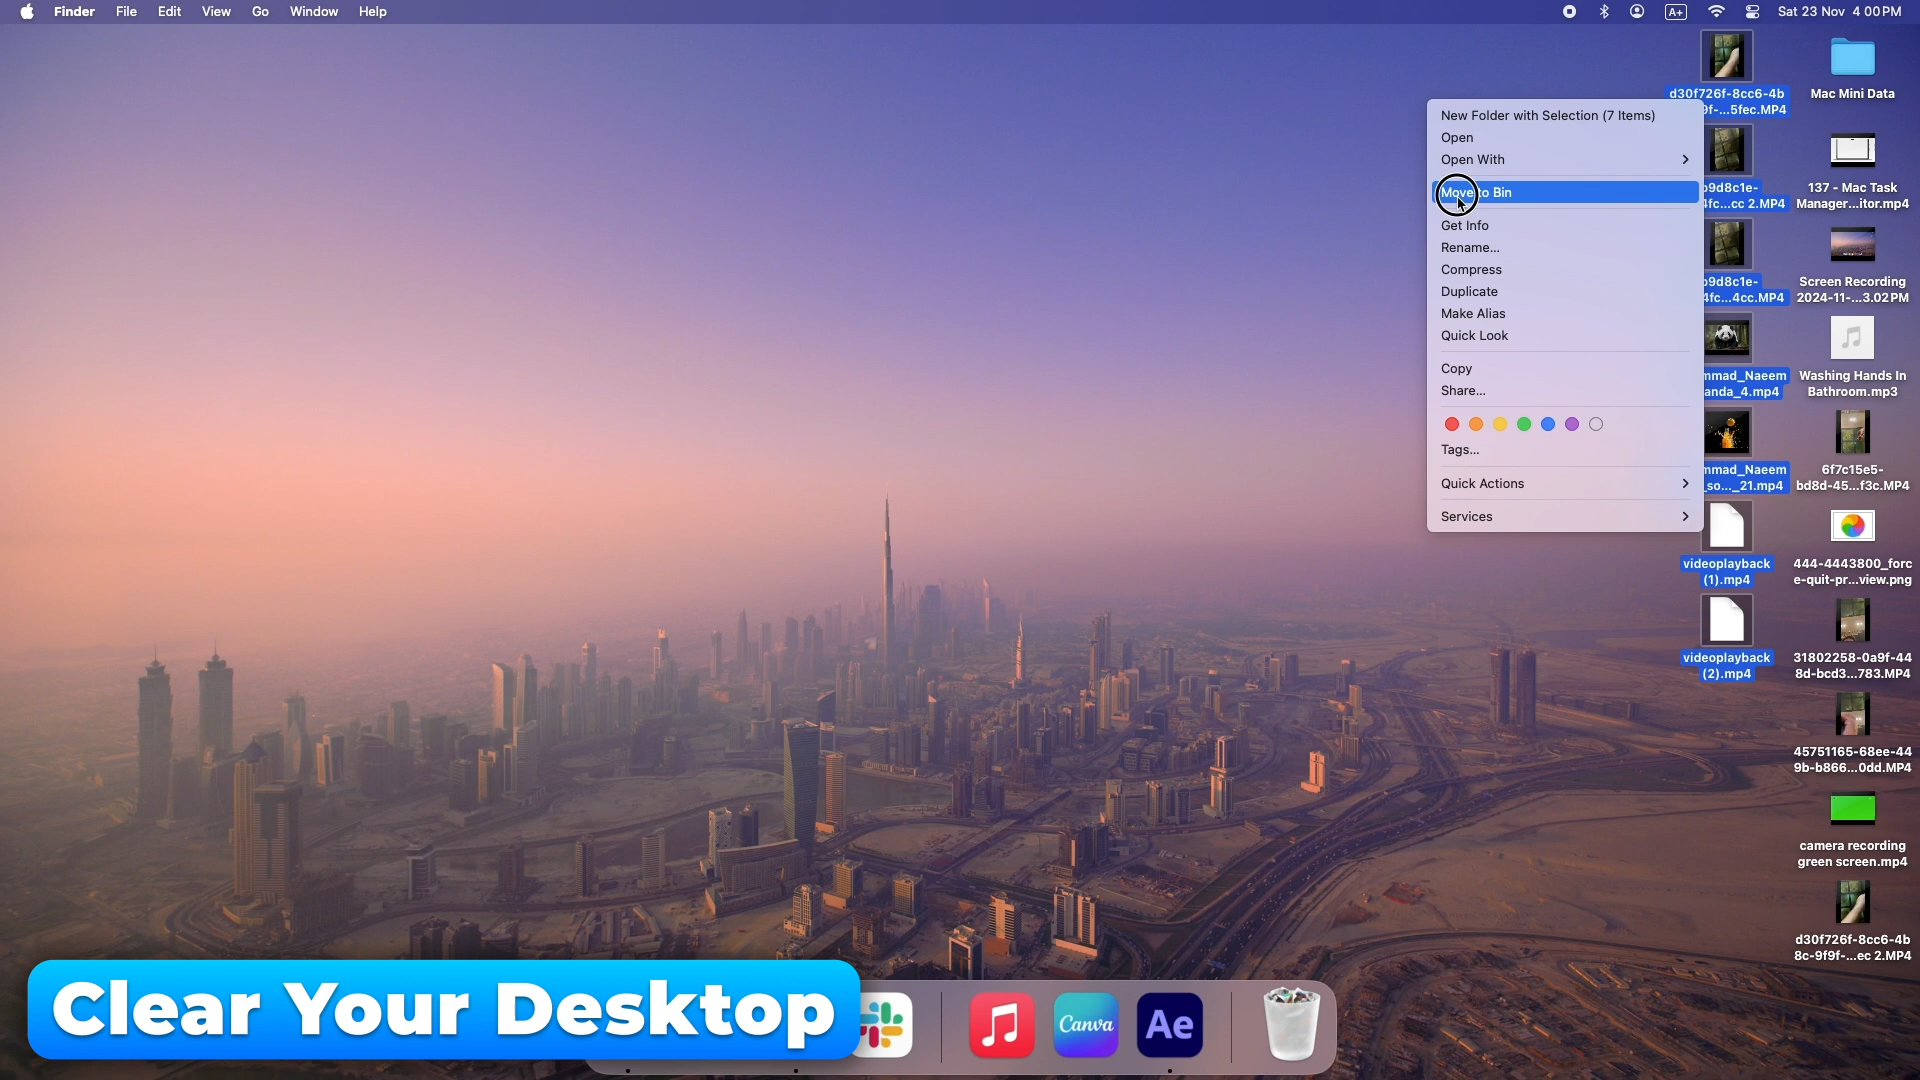 Finder File Edit View Go Window Help
A+
Sat 23 Nov 4 00 PM
New Folder with Selection (7 Items)
Open
Open With
Move to Bin
Get Info
Rename...
Compress
Duplicate
Make Alias
Quick Look
Copy
Share...
Tags...
Quick Actions
Services
d30f726f-8cc6-4b
9f-...5fec.MP4
b9d8c1e-
4fc...cc 2.MP4
b9d8c1e-
4fc...4cc.MP4
mmad_Naeem
anda_4.mp4
mmad_Naeem
_so..._21.mp4
videoplayback
(1).mp4
videoplayback
(2).mp4
Mac Mini Data
137 - Mac Task
Manager...itor.mp4
Screen Recording
2024-11-...3.02 PM
Washing Hands In
Bathroom.mp3
6f7c15e5-
bd8d-45...f3c.MP4
444-4443800_forc
e-quit-pr...view.png
31802258-0a9f-44
8d-bcd3...783.MP4
45751165-68ee-44
9b-b866...0dd.MP4
camera recording
green screen.mp4
d30f726f-8cc6-4b
8c-9f9f-...ec 2.MP4
Clear Your Desktop
Canva
Ae